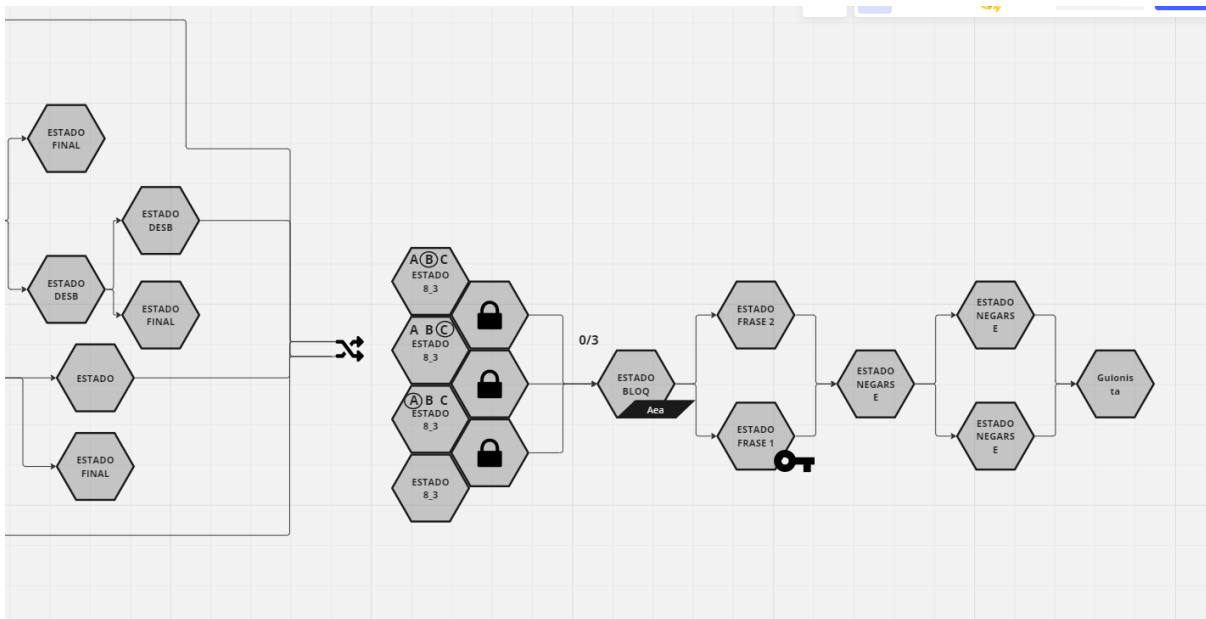 ESTADO
FINAL
ESTADO
DESB
ESTADO
DESB
ESTADO
FINAL
ESTADO
ESTADO
FINAL
A B C
ESTADO
8_3
A B C
ESTADO
8_3
A B C
ESTADO
8_3
ESTADO
8_3
0/3
ESTADO
BLOQ
Aea
ESTADO
FRASE 2
ESTADO
FRASE 1
ESTADO
NEGARS
E
ESTADO
NEGARS
E
ESTADO
NEGARS
E
Guionis
ta